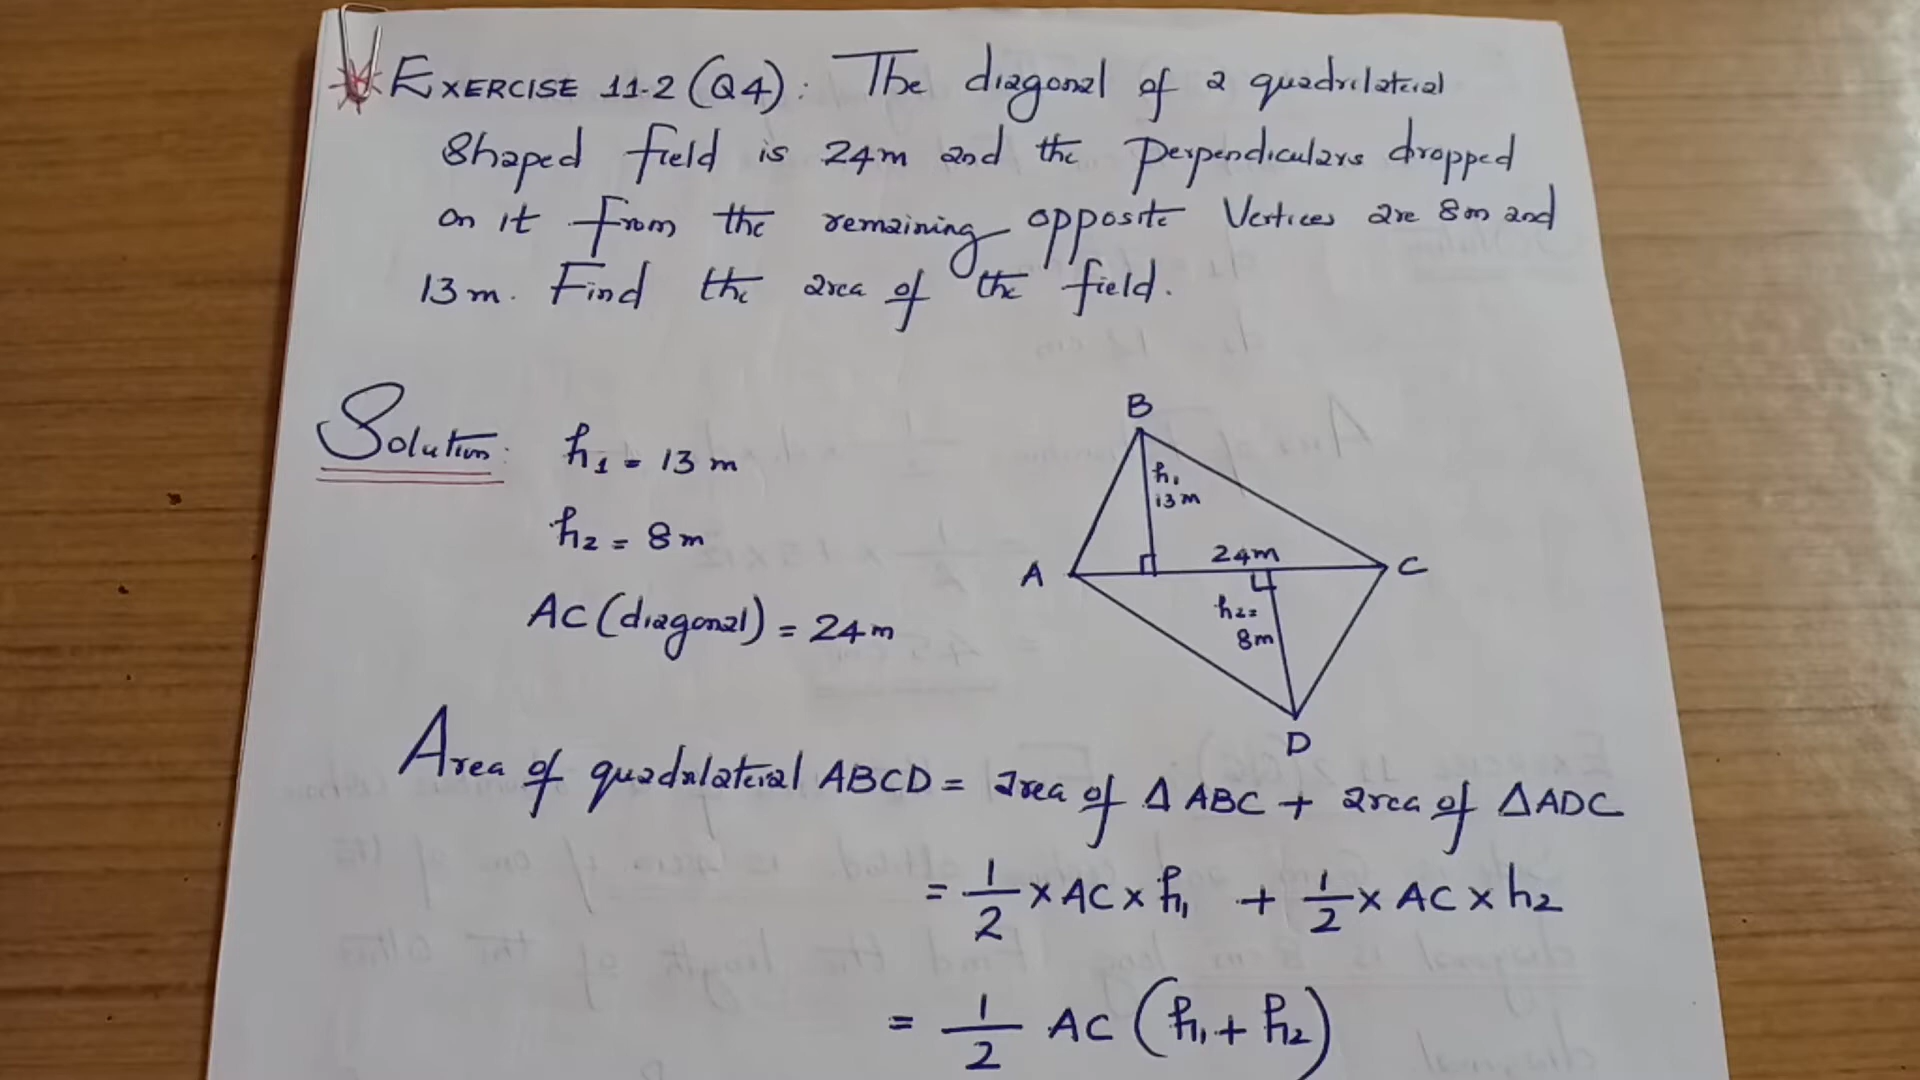 EXERCISE 11.2 (Q4): The diagonal of a quadrilateral
shaped field is 24m and the perpendiculars dropped
on it from the remaining opposite vertices are 8m and
13m. Find the area of the field.
Solution:
h₁ = 13 m
h₂ = 8m
AC (diagonal) = 24m
B
h₁
13m
A
24m
C
h₂=
8m
D
Area of quadrilateral ABCD = area of Δ ABC + area of Δ ADC
= 1/2 × AC × h₁ + 1/2 × AC × h₂
= 1/2 AC (h₁ + h₂)